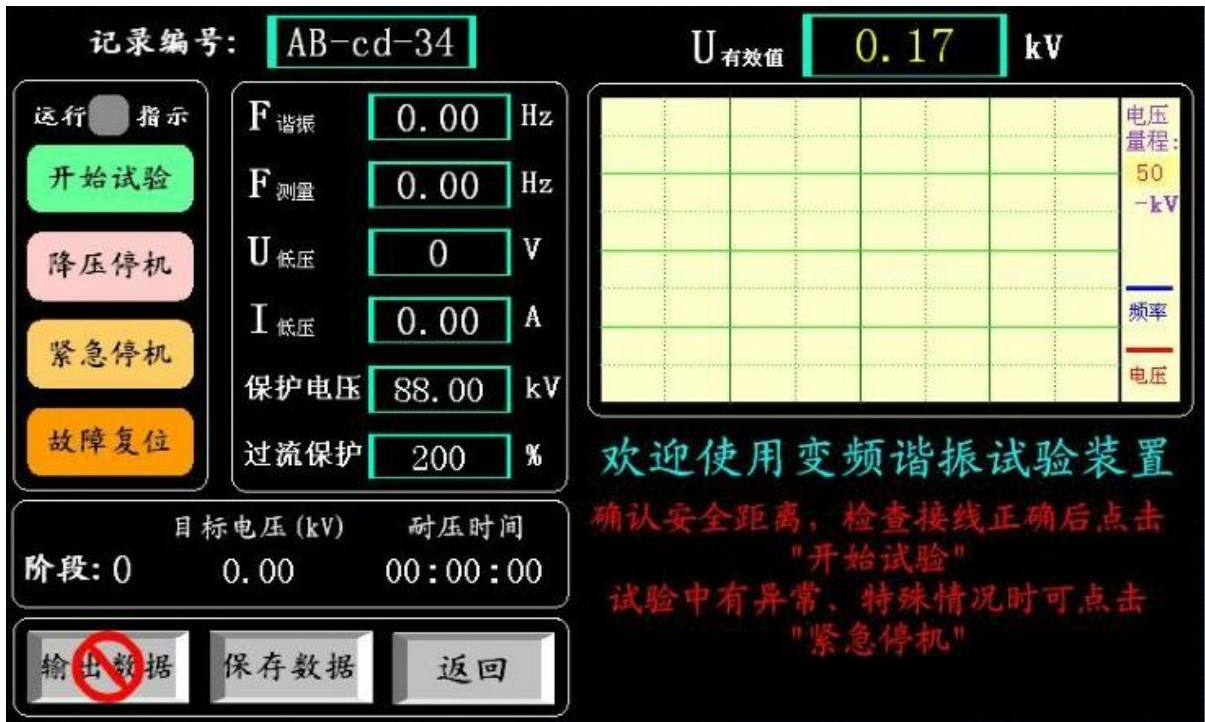 记录编号: AB-cd-34
U有效值 0.17 kV
运行 指示
开始试验
降压停机
紧急停机
故障复位
F谐振 0.00 Hz
F测量 0.00 Hz
U低压 0 V
I低压 0.00 A
保护电压 88.00 kV
过流保护 200 %
电压
量程:
50
-kV
频率
电压
目标电压(kV) 耐压时间
阶段: 0 0.00 00:00:00
输出数据 保存数据 返回
欢迎使用变频谐振试验装置
确认安全距离，检查接线正确后点击
"开始试验"
试验中有异常、特殊情况时可点击
"紧急停机"